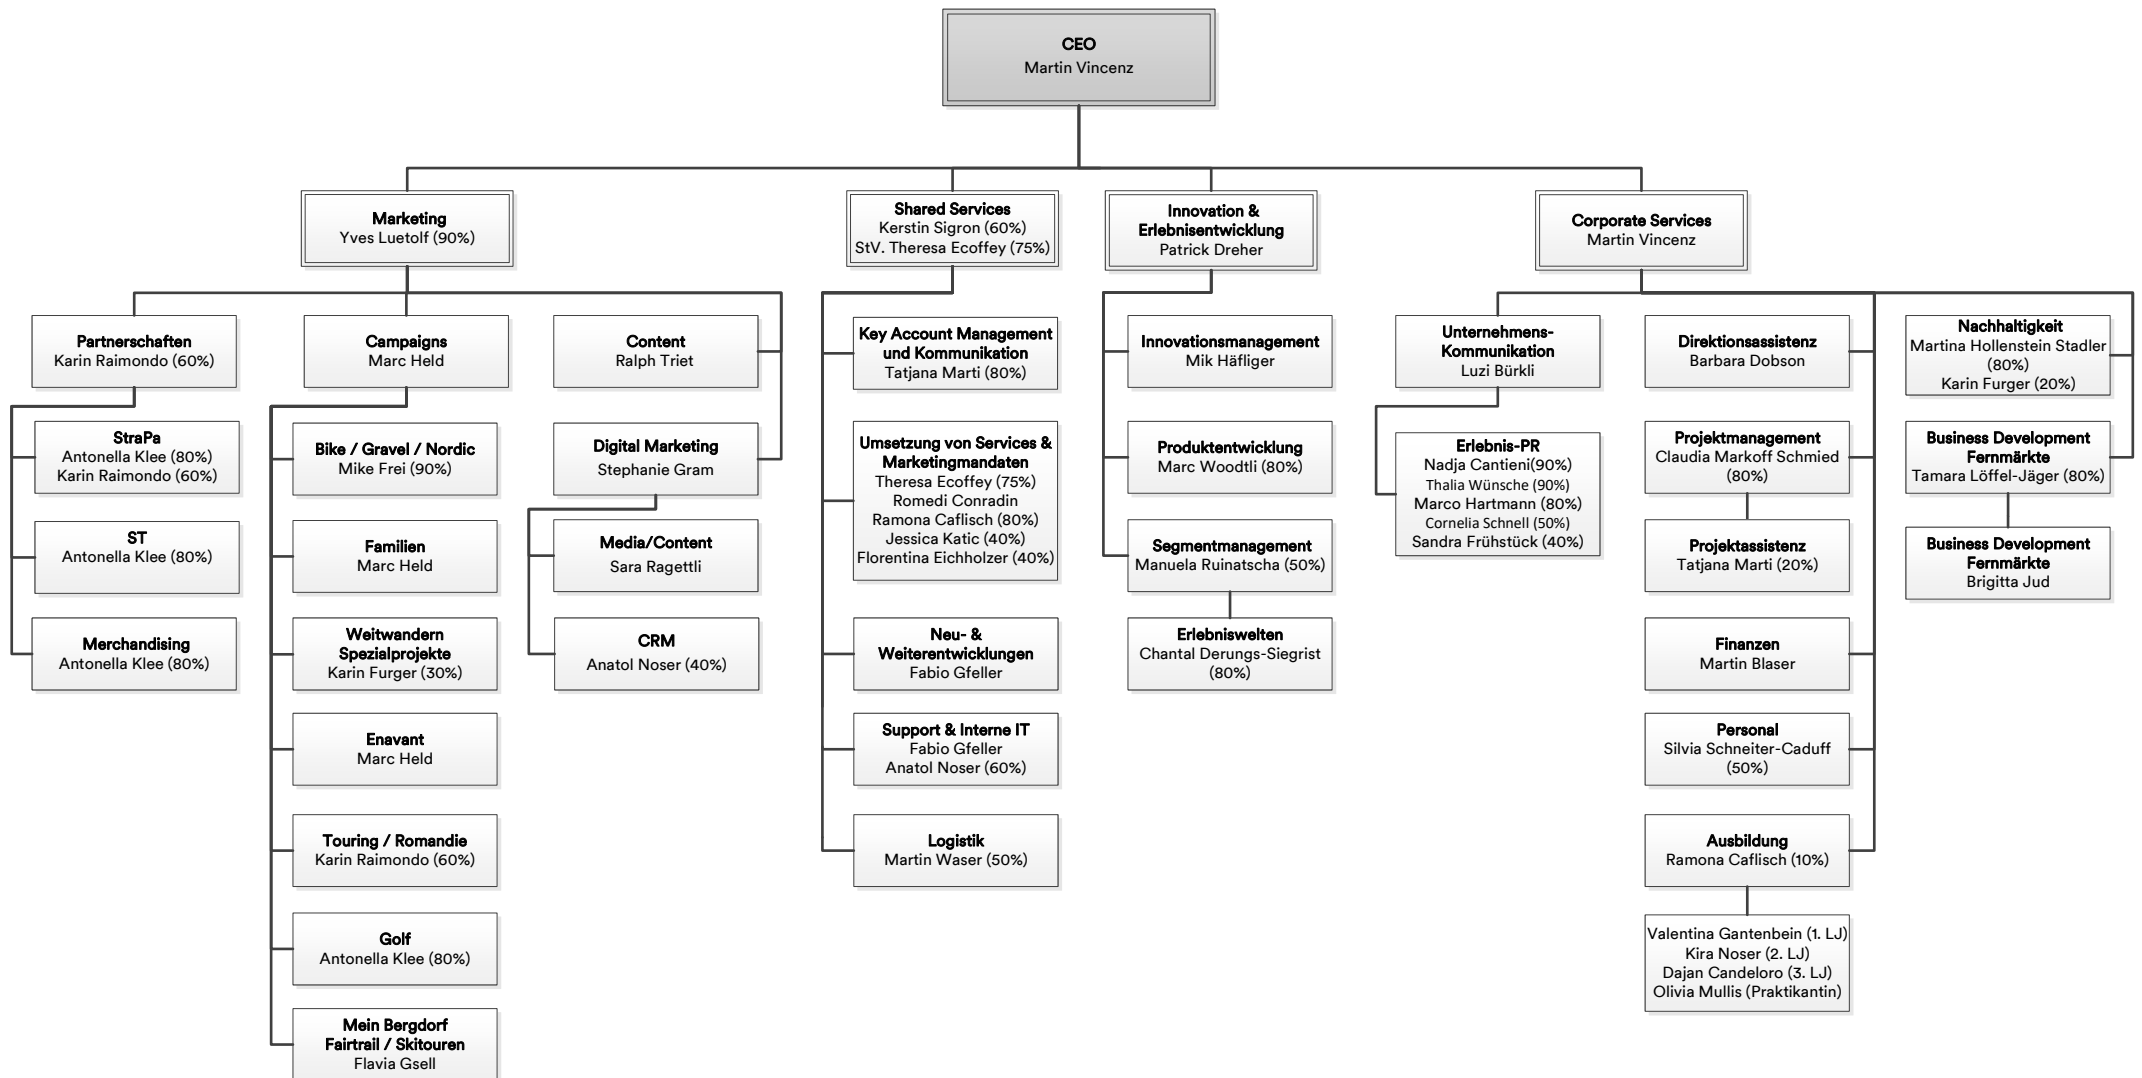 CEO
Martin Vincenz
Marketing
Yves Luetolf (90%)
Shared Services
Kerstin Sigron (60%)
StV. Theresa Ecoffey (75%)
Innovation &
Erlebnisentwicklung
Patrick Dreher
Corporate Services
Martin Vincenz
Partnerschaften
Karin Raimondo (60%)
StraPa
Antonella Klee (80%)
Karin Raimondo (60%)
ST
Antonella Klee (80%)
Merchandising
Antonella Klee (80%)
Campaigns
Marc Held
Bike / Gravel / Nordic
Mike Frei (90%)
Familien
Marc Held
Weitwandern
Spezialprojekte
Karin Furger (30%)
Enavant
Marc Held
Touring / Romandie
Karin Raimondo (60%)
Golf
Antonella Klee (80%)
Mein Bergdorf
Fairtrail / Skitouren
Flavia Gsell
Content
Ralph Triet
Digital Marketing
Stephanie Gram
Media/Content
Sara Ragettli
CRM
Anatol Noser (40%)
Key Account Management
und Kommunikation
Tatjana Marti (80%)
Umsetzung von Services &
Marketingmandaten
Theresa Ecoffey (75%)
Romedi Conradin
Ramona Caflisch (80%)
Jessica Katic (40%)
Florentina Eichholzer (40%)
Neu- &
Weiterentwicklungen
Fabio Gfeller
Support & Interne IT
Fabio Gfeller
Anatol Noser (60%)
Logistik
Martin Waser (50%)
Innovationsmanagement
Mik Häfliger
Produktentwicklung
Marc Woodtli (80%)
Segmentmanagement
Manuela Ruinatscha (50%)
Erlebniswelten
Chantal Derungs-Siegrist
(80%)
Unternehmens-
Kommunikation
Luzi Bürkli
Erlebnis-PR
Nadja Cantieni(90%)
Thalia Wünsche (90%)
Marco Hartmann (80%)
Cornelia Schnell (50%)
Sandra Frühstück (40%)
Direktionsassistenz
Barbara Dobson
Projektmanagement
Claudia Markoff Schmied
(80%)
Projektassistenz
Tatjana Marti (20%)
Finanzen
Martin Blaser
Personal
Silvia Schneiter-Caduff
(50%)
Ausbildung
Ramona Caflisch (10%)
Valentina Gantenbein (1. LJ)
Kira Noser (2. LJ)
Dajan Candeloro (3. LJ)
Olivia Mullis (Praktikantin)
Nachhaltigkeit
Martina Hollenstein Stadler
(80%)
Karin Furger (20%)
Business Development
Fernmärkte
Tamara Löffel-Jäger (80%)
Business Development
Fernmärkte
Brigitta Jud